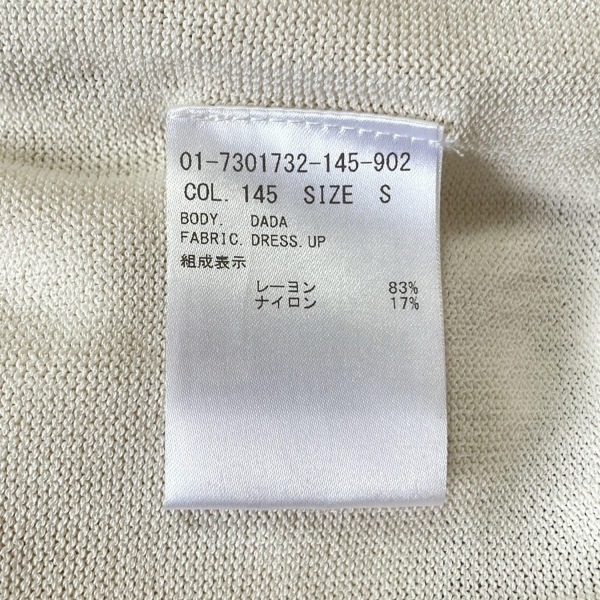 01-7301732-145-902
COL. 145 SIZE S
BODY. DADA
FABRIC. DRESS. UP
組成表示
レーヨン 83%
ナイロン 17%